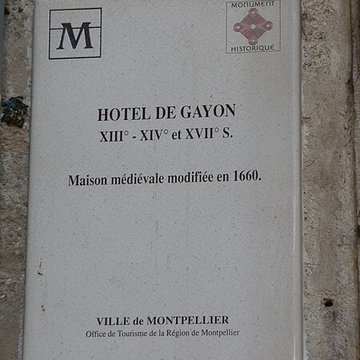 M
MONUMENT
HISTORIQUE
HOTEL DE GAYON
XIII° - XIV° et XVII° S.
Maison médiévale modifiée en 1660.
VILLE de MONTPELLIER
Office de Tourisme de la Région de Montpellier